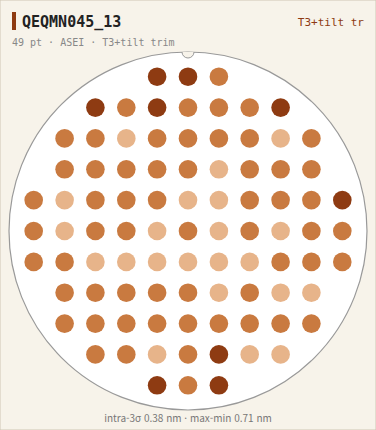 QEQMN045_13
T3+tilt tr
49 pt · ASEI · T3+tilt trim
intra-3σ 0.38 nm · max-min 0.71 nm